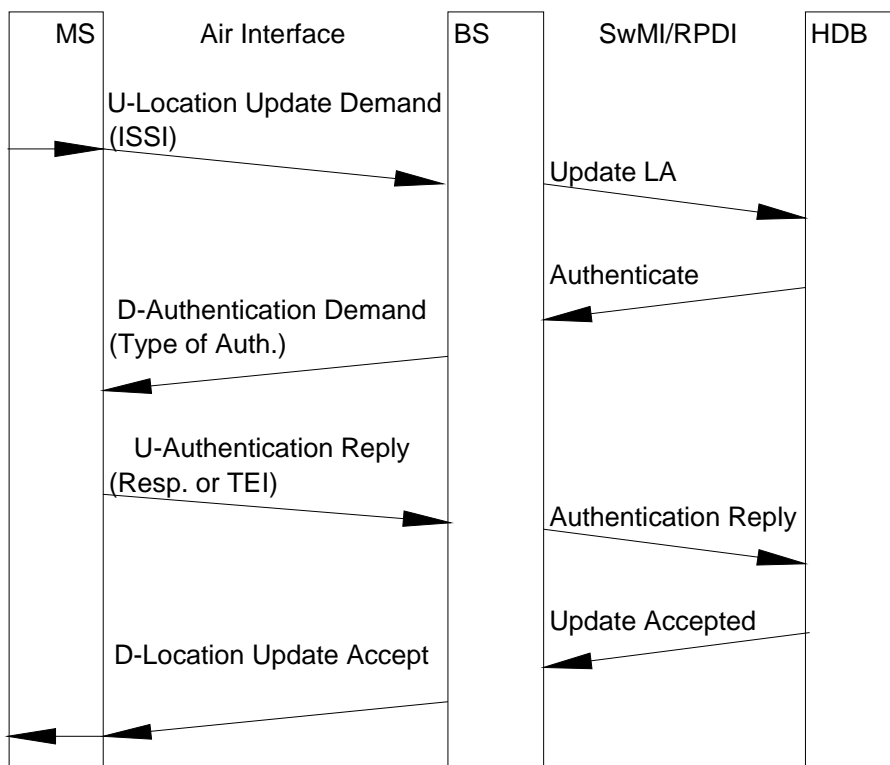 MS
Air Interface
BS
SwMI/RPDI
HDB
U-Location Update Demand
(ISSI)
Update LA
Authenticate
D-Authentication Demand
(Type of Auth.)
U-Authentication Reply
(Resp. or TEI)
Authentication Reply
Update Accepted
D-Location Update Accept